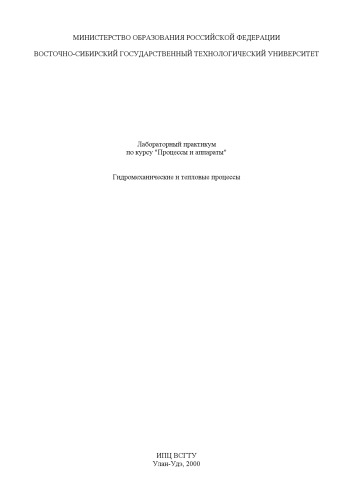 МИНИСТЕРСТВО ОБРАЗОВАНИЯ РОССИЙСКОЙ ФЕДЕРАЦИИ
ВОСТОЧНО-СИБИРСКИЙ ГОСУДАРСТВЕННЫЙ ТЕХНОЛОГИЧЕСКИЙ УНИВЕРСИТЕТ
Лабораторный практикум
по курсу "Процессы и аппараты"
Гидромеханические и тепловые процессы
ИПЦ ВСГТУ
Улан-Удэ, 2000